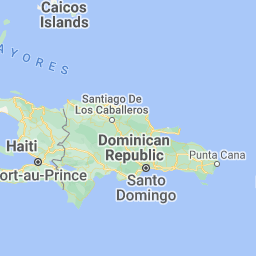 Caicos
Islands
AYORES
Santiago De
Los Caballeros
Haiti
Dominican
Republic
Punta Cana
ort-au-Prince
Santo
Domingo